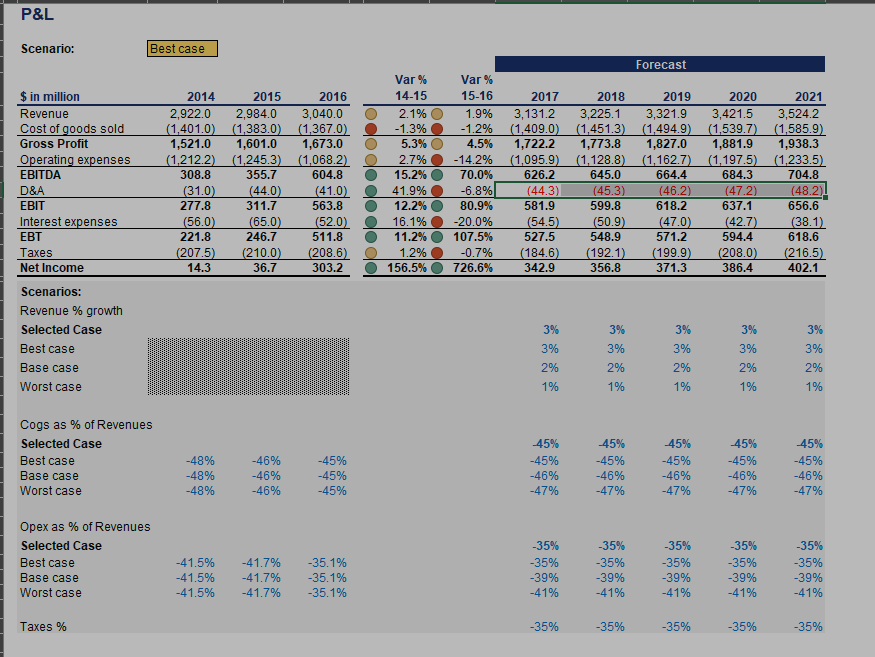 P&L
Scenario: Best case
Forecast
Var % Var %
$ in million 2014 2015 2016 14-15 15-16 2017 2018 2019 2020 2021
Revenue 2,922.0 2,984.0 3,040.0 2.1% 1.9% 3,131.2 3,225.1 3,321.9 3,421.5 3,524.2
Cost of goods sold (1,401.0) (1,383.0) (1,367.0) -1.3% -1.2% (1,409.0) (1,451.3) (1,494.9) (1,539.7) (1,585.9)
Gross Profit 1,521.0 1,601.0 1,673.0 5.3% 4.5% 1,722.2 1,773.8 1,827.0 1,881.9 1,938.3
Operating expenses (1,212.2) (1,245.3) (1,068.2) 2.7% -14.2% (1,095.9) (1,128.8) (1,162.7) (1,197.5) (1,233.5)
EBITDA 308.8 355.7 604.8 15.2% 70.0% 626.2 645.0 664.4 684.3 704.8
D&A (31.0) (44.0) (41.0) 41.9% -6.8% (44.3) (45.3) (46.2) (47.2) (48.2)
EBIT 277.8 311.7 563.8 12.2% 80.9% 581.9 599.8 618.2 637.1 656.6
Interest expenses (56.0) (65.0) (52.0) 16.1% -20.0% (54.5) (50.9) (47.0) (42.7) (38.1)
EBT 221.8 246.7 511.8 11.2% 107.5% 527.5 548.9 571.2 594.4 618.6
Taxes (207.5) (210.0) (208.6) 1.2% -0.7% (184.6) (192.1) (199.9) (208.0) (216.5)
Net Income 14.3 36.7 303.2 156.5% 726.6% 342.9 356.8 371.3 386.4 402.1
Scenarios:
Revenue % growth
Selected Case 3% 3% 3% 3% 3%
Best case 3% 3% 3% 3% 3%
Base case 2% 2% 2% 2% 2%
Worst case 1% 1% 1% 1% 1%
Cogs as % of Revenues
Selected Case -45% -45% -45% -45% -45%
Best case -48% -46% -45% -45% -45% -45% -45% -45%
Base case -48% -46% -45% -46% -46% -46% -46% -46%
Worst case -48% -46% -45% -47% -47% -47% -47% -47%
Opex as % of Revenues
Selected Case -35% -35% -35% -35% -35%
Best case -41.5% -41.7% -35.1% -35% -35% -35% -35% -35%
Base case -41.5% -41.7% -35.1% -39% -39% -39% -39% -39%
Worst case -41.5% -41.7% -35.1% -41% -41% -41% -41% -41%
Taxes % -35% -35% -35% -35% -35%